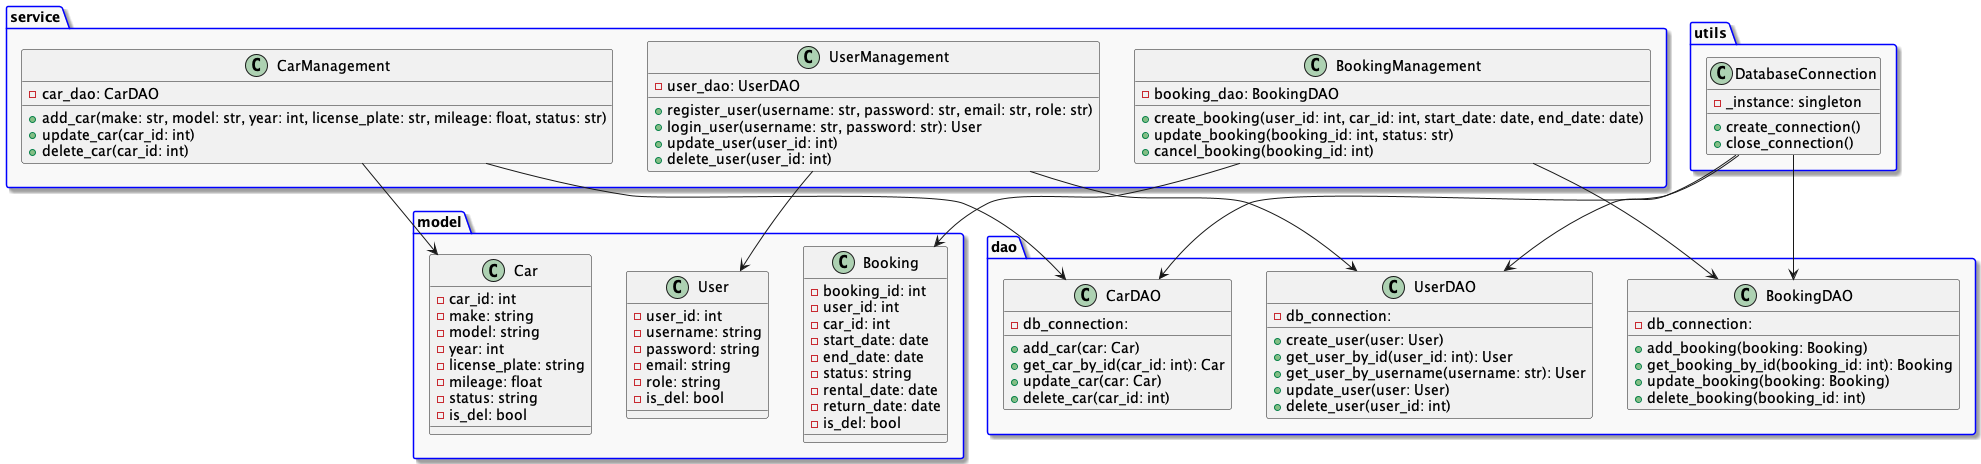 service
CarManagement
car_dao: CarDAO
add_car(make: str, model: str, year: int, license_plate: str, mileage: float, status: str)
update_car(car_id: int)
delete_car(car_id: int)
UserManagement
user_dao: UserDAO
register_user(username: str, password: str, email: str, role: str)
login_user(username: str, password: str): User
update_user(user_id: int)
delete_user(user_id: int)
BookingManagement
booking_dao: BookingDAO
create_booking(user_id: int, car_id: int, start_date: date, end_date: date)
update_booking(booking_id: int, status: str)
cancel_booking(booking_id: int)
utils
DatabaseConnection
_instance: singleton
create_connection()
close_connection()
model
Car
car_id: int
make: string
model: string
year: int
license_plate: string
mileage: float
status: string
is_del: bool
User
user_id: int
username: string
password: string
email: string
role: string
is_del: bool
Booking
booking_id: int
user_id: int
car_id: int
start_date: date
end_date: date
status: string
rental_date: date
return_date: date
is_del: bool
dao
CarDAO
db_connection:
add_car(car: Car)
get_car_by_id(car_id: int): Car
update_car(car: Car)
delete_car(car_id: int)
UserDAO
db_connection:
create_user(user: User)
get_user_by_id(user_id: int): User
get_user_by_username(username: str): User
update_user(user: User)
delete_user(user_id: int)
BookingDAO
db_connection:
add_booking(booking: Booking)
get_booking_by_id(booking_id: int): Booking
update_booking(booking: Booking)
delete_booking(booking_id: int)